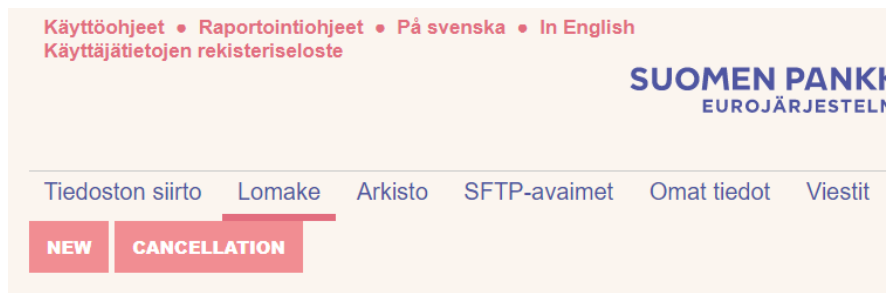 Käyttöohjeet ● Raportointiohjeet ● På svenska ● In English
Käyttäjätietojen rekisteriseloste
SUOMEN PANKK
EUROJÄRJESTELM
Tiedoston siirto Lomake Arkisto SFTP-avaimet Omat tiedot Viestit
NEW CANCELLATION